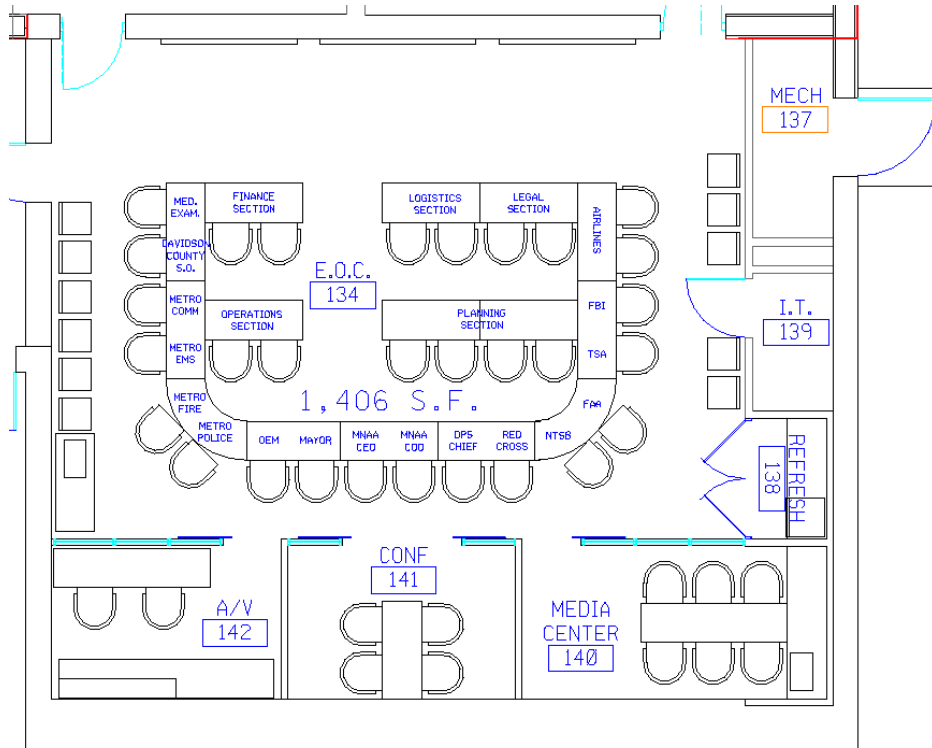 MECH
137
MED.
EXAM.
FINANCE
SECTION
LOGISTICS
SECTION
LEGAL
SECTION
AIRLINES
DAVIDSON
COUNTY
S.O.
E.O.C.
134
METRO
COMM
OPERATIONS
SECTION
PLANNING
SECTION
FBI
I.T.
139
METRO
EMS
TSA
1,406 S.F.
METRO
FIRE
FAA
METRO
POLICE
OEM
MAYOR
MNAA
CEO
MNAA
COO
DPS
CHIEF
RED
CROSS
NTSB
REFRESH
138
CONF
141
A/V
142
MEDIA
CENTER
140